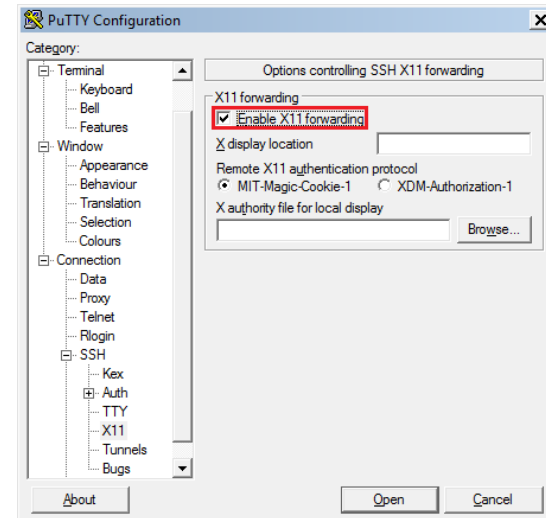 PuTTY Configuration
Category:
Terminal
Keyboard
Bell
Features
Window
Appearance
Behaviour
Translation
Selection
Colours
Connection
Data
Proxy
Telnet
Rlogin
SSH
Kex
Auth
TTY
X11
Tunnels
Bugs
Options controlling SSH X11 forwarding
X11 forwarding
Enable X11 forwarding
X display location
Remote X11 authentication protocol
MIT-Magic-Cookie-1 XDM-Authorization-1
X authority file for local display
Browse...
About Open Cancel